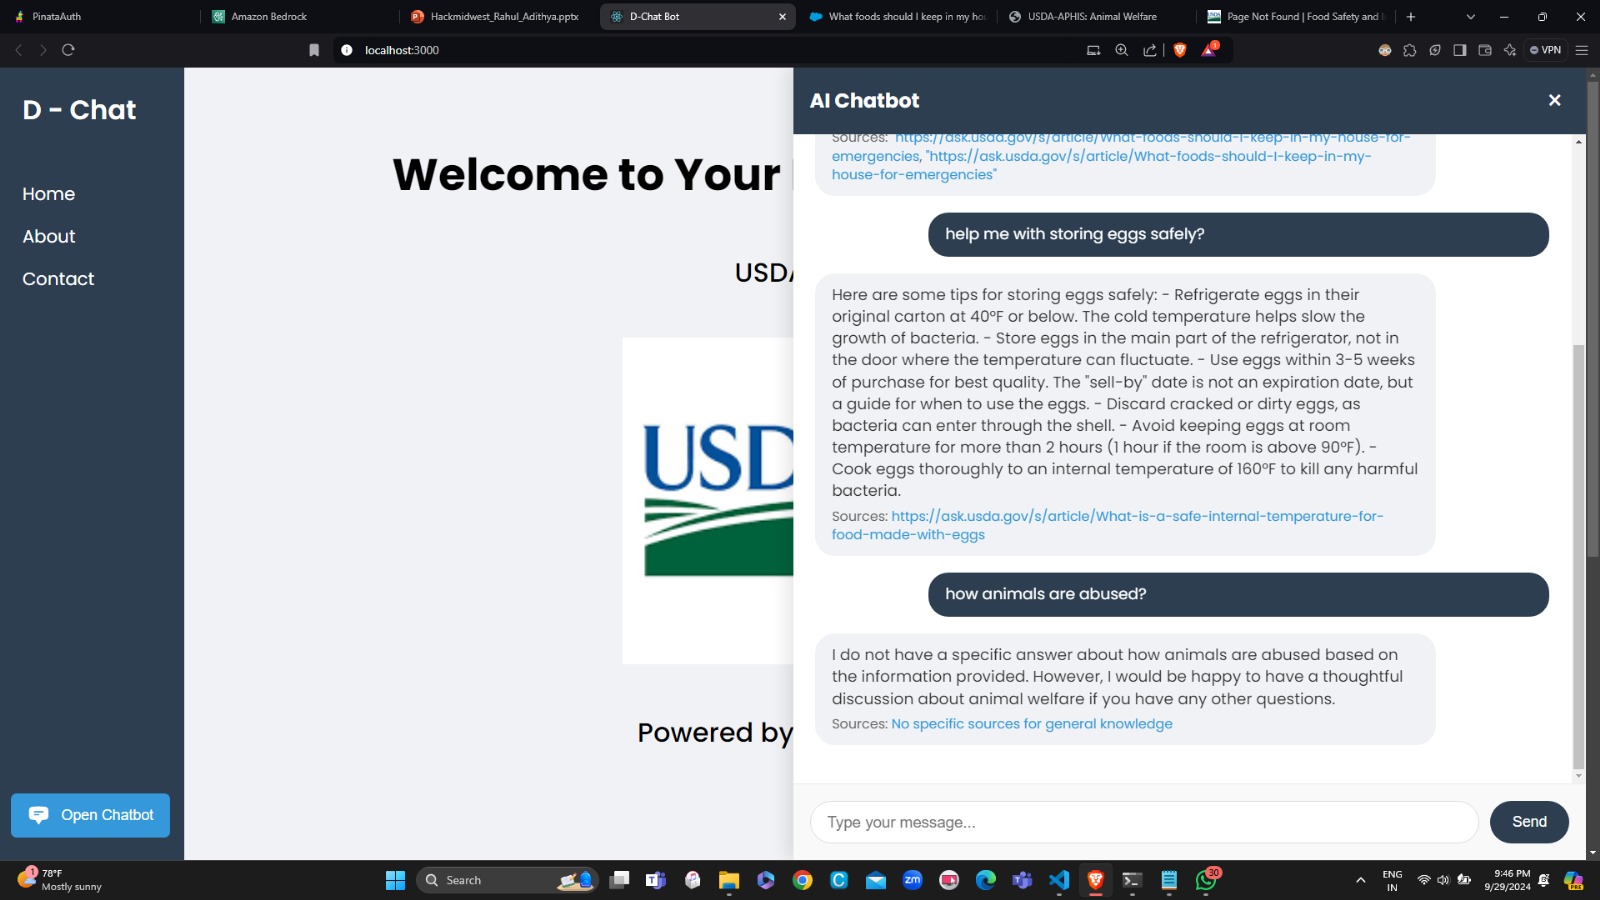 PinataAuth
Amazon Bedrock
Hackmidwest_Rahul_Adithya.pptx
D-Chat Bot
What foods should I keep in my hou
USDA-APHIS: Animal Welfare
Page Not Found | Food Safety and
localhost:3000
VPN
D - Chat
Home
About
Contact
Open Chatbot
Welcome to Your
USDA
USD
Powered by
AI Chatbot
Sources: "https://ask.usda.gov/s/article/What-foods-should-I-keep-in-my-house-for-
emergencies, "https://ask.usda.gov/s/article/What-foods-should-I-keep-in-my-
house-for-emergencies"
help me with storing eggs safely?
Here are some tips for storing eggs safely: - Refrigerate eggs in their
original carton at 40°F or below. The cold temperature helps slow the
growth of bacteria. - Store eggs in the main part of the refrigerator, not in
the door where the temperature can fluctuate. - Use eggs within 3-5 weeks
of purchase for best quality. The "sell-by" date is not an expiration date, but
a guide for when to use the eggs. - Discard cracked or dirty eggs, as
bacteria can enter through the shell. - Avoid keeping eggs at room
temperature for more than 2 hours (1 hour if the room is above 90°F). -
Cook eggs thoroughly to an internal temperature of 160°F to kill any harmful
bacteria.
Sources: https://ask.usda.gov/s/article/What-is-a-safe-internal-temperature-for-
food-made-with-eggs
how animals are abused?
I do not have a specific answer about how animals are abused based on
the information provided. However, I would be happy to have a thoughtful
discussion about animal welfare if you have any other questions.
Sources: No specific sources for general knowledge
Type your message...
Send
1
78°F
Mostly sunny
Search
zm
30
ENG
IN
9:46 PM
9/29/2024
PRE